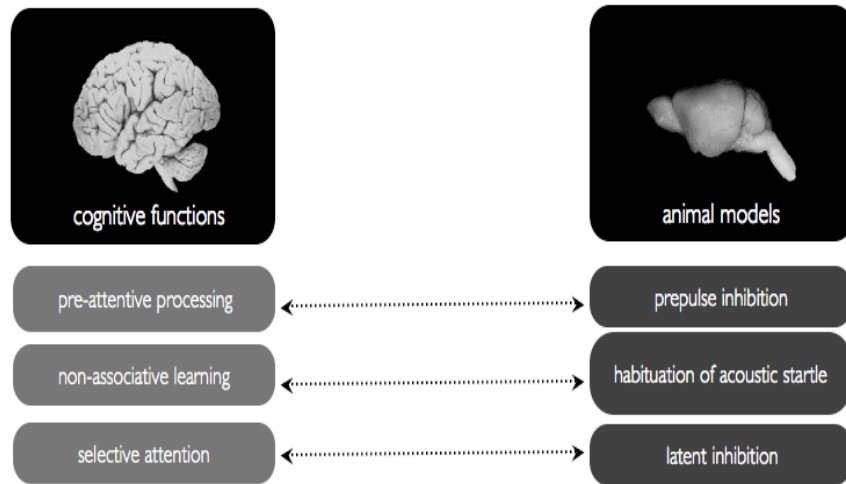 cognitive functions
animal models
pre-attentive processing
prepulse inhibition
non-associative learning
habituation of acoustic startle
selective attention
latent inhibition